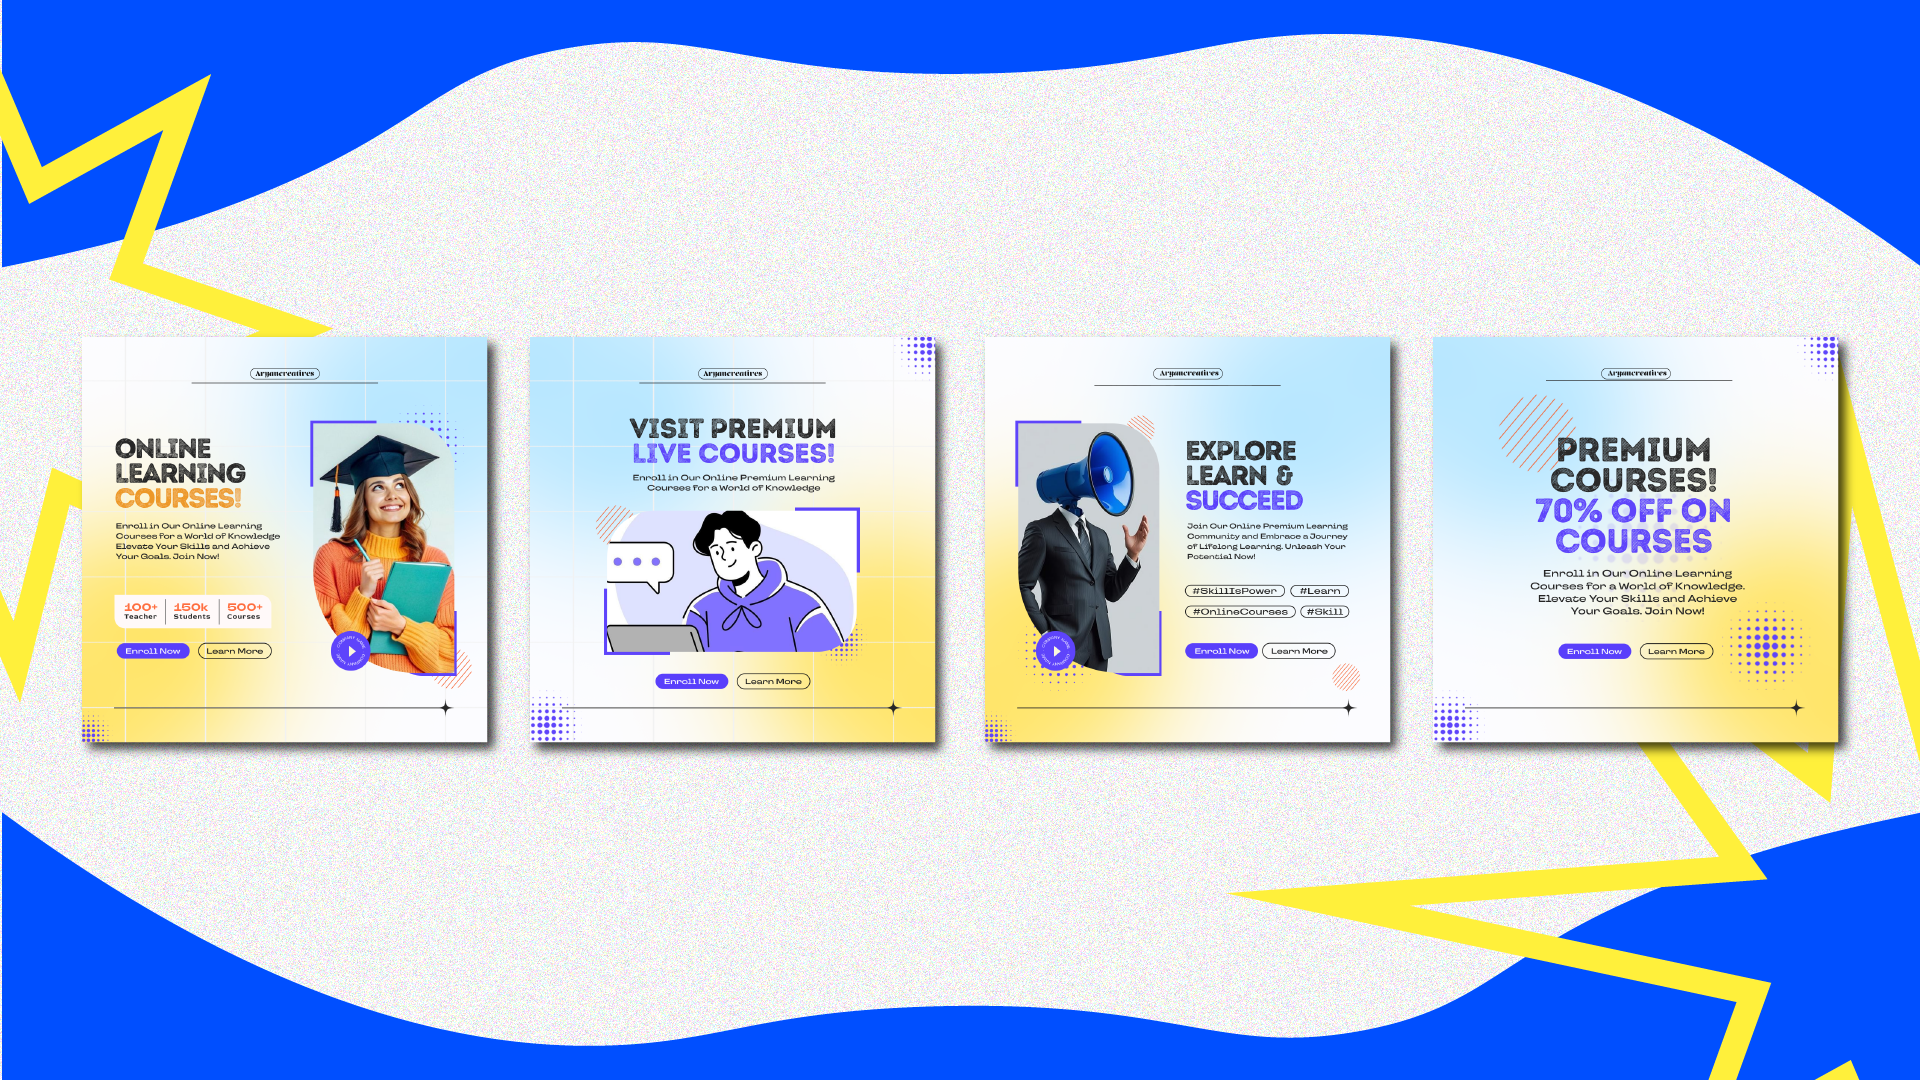 Aryancreatives
ONLINE
LEARNING
COURSES!
Enroll in Our Online Learning
Courses for a World of Knowledge
Elevate Your Skills and Achieve
Your Goals. Join Now!
100+ 150k 500+
Teacher Students Courses
Enroll Now Learn More
Aryancreatives
VISIT PREMIUM
LIVE COURSES!
Enroll in Our Online Premium Learning
Courses for a World of Knowledge
Enroll Now Learn More
Aryancreatives
EXPLORE
LEARN &
SUCCEED
Join Our Online Premium Learning
Community and Embrace a Journey
of Lifelong Learning. Unleash Your
Potential Now!
#SkillIsPower #Learn
#OnlineCourses #Skill
Enroll Now Learn More
Aryancreatives
PREMIUM
COURSES!
70% OFF ON
COURSES
Enroll in Our Online Learning
Courses for a World of Knowledge.
Elevate Your Skills and Achieve
Your Goals. Join Now!
Enroll Now Learn More